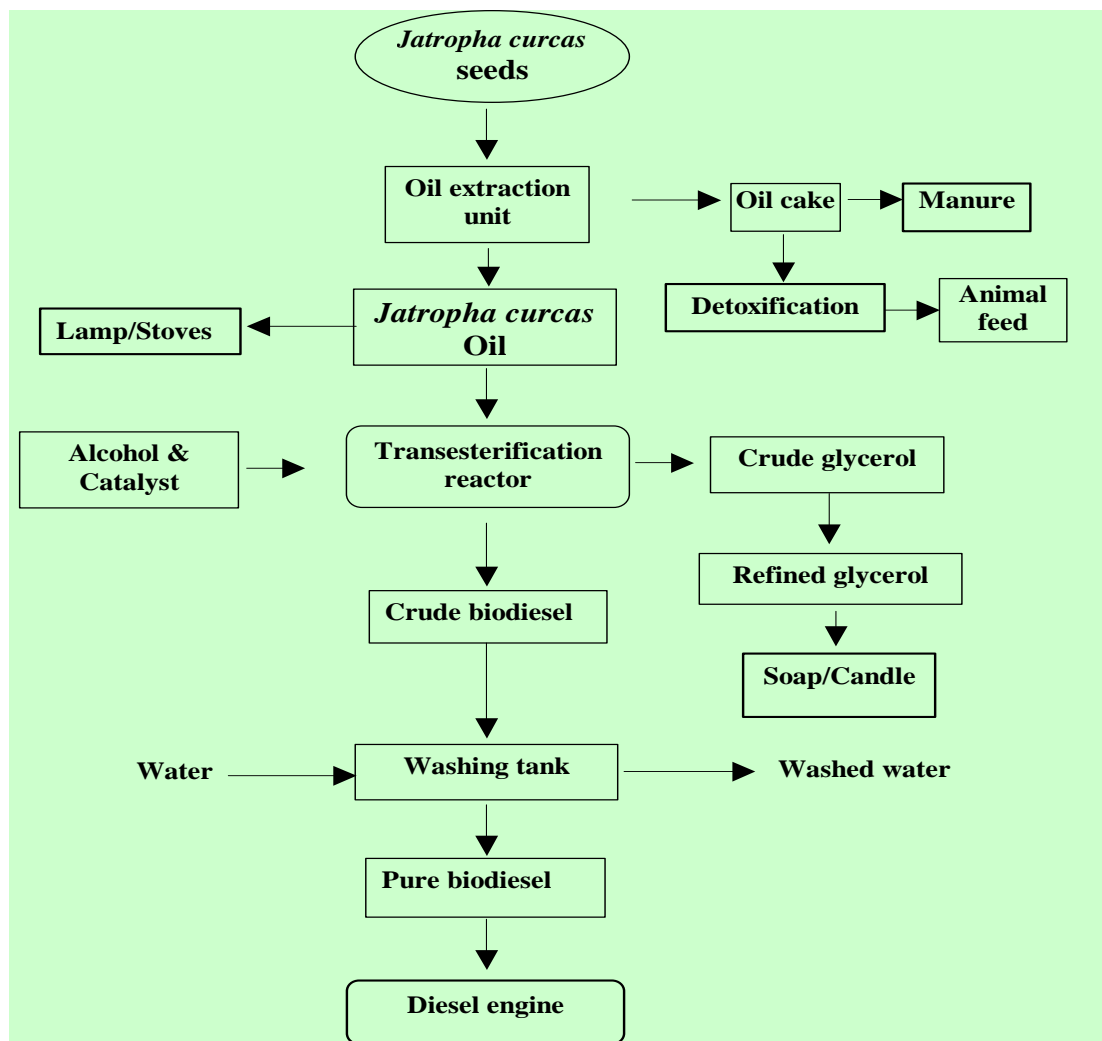 Jatropha curcas
seeds
Oil extraction
unit
Oil cake
Manure
Detoxification
Animal
feed
Jatropha curcas
Oil
Lamp/Stoves
Alcohol &
Catalyst
Transesterification
reactor
Crude glycerol
Refined glycerol
Soap/Candle
Crude biodiesel
Water
Washing tank
Washed water
Pure biodiesel
Diesel engine